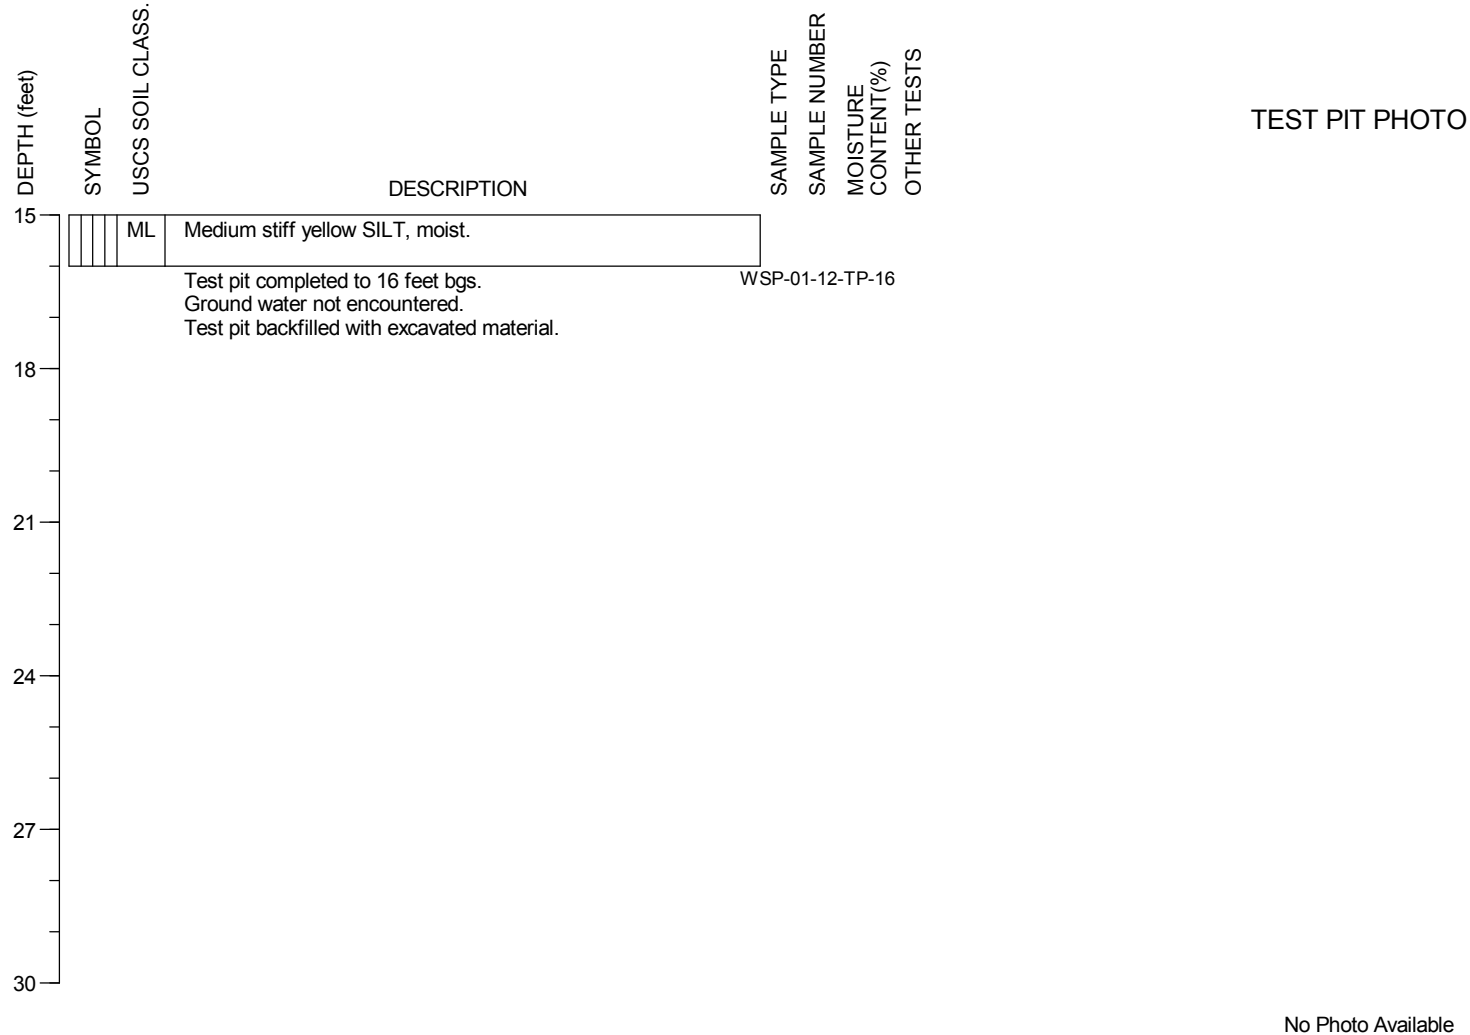 DEPTH (feet)
SYMBOL
USCS SOIL CLASS.
DESCRIPTION
SAMPLE TYPE
SAMPLE NUMBER
MOISTURE
CONTENT(%)
OTHER TESTS
TEST PIT PHOTO
15
ML
Medium stiff yellow SILT, moist.
Test pit completed to 16 feet bgs.
WSP-01-12-TP-16
Ground water not encountered.
Test pit backfilled with excavated material.
18
21
24
27
30
No Photo Available